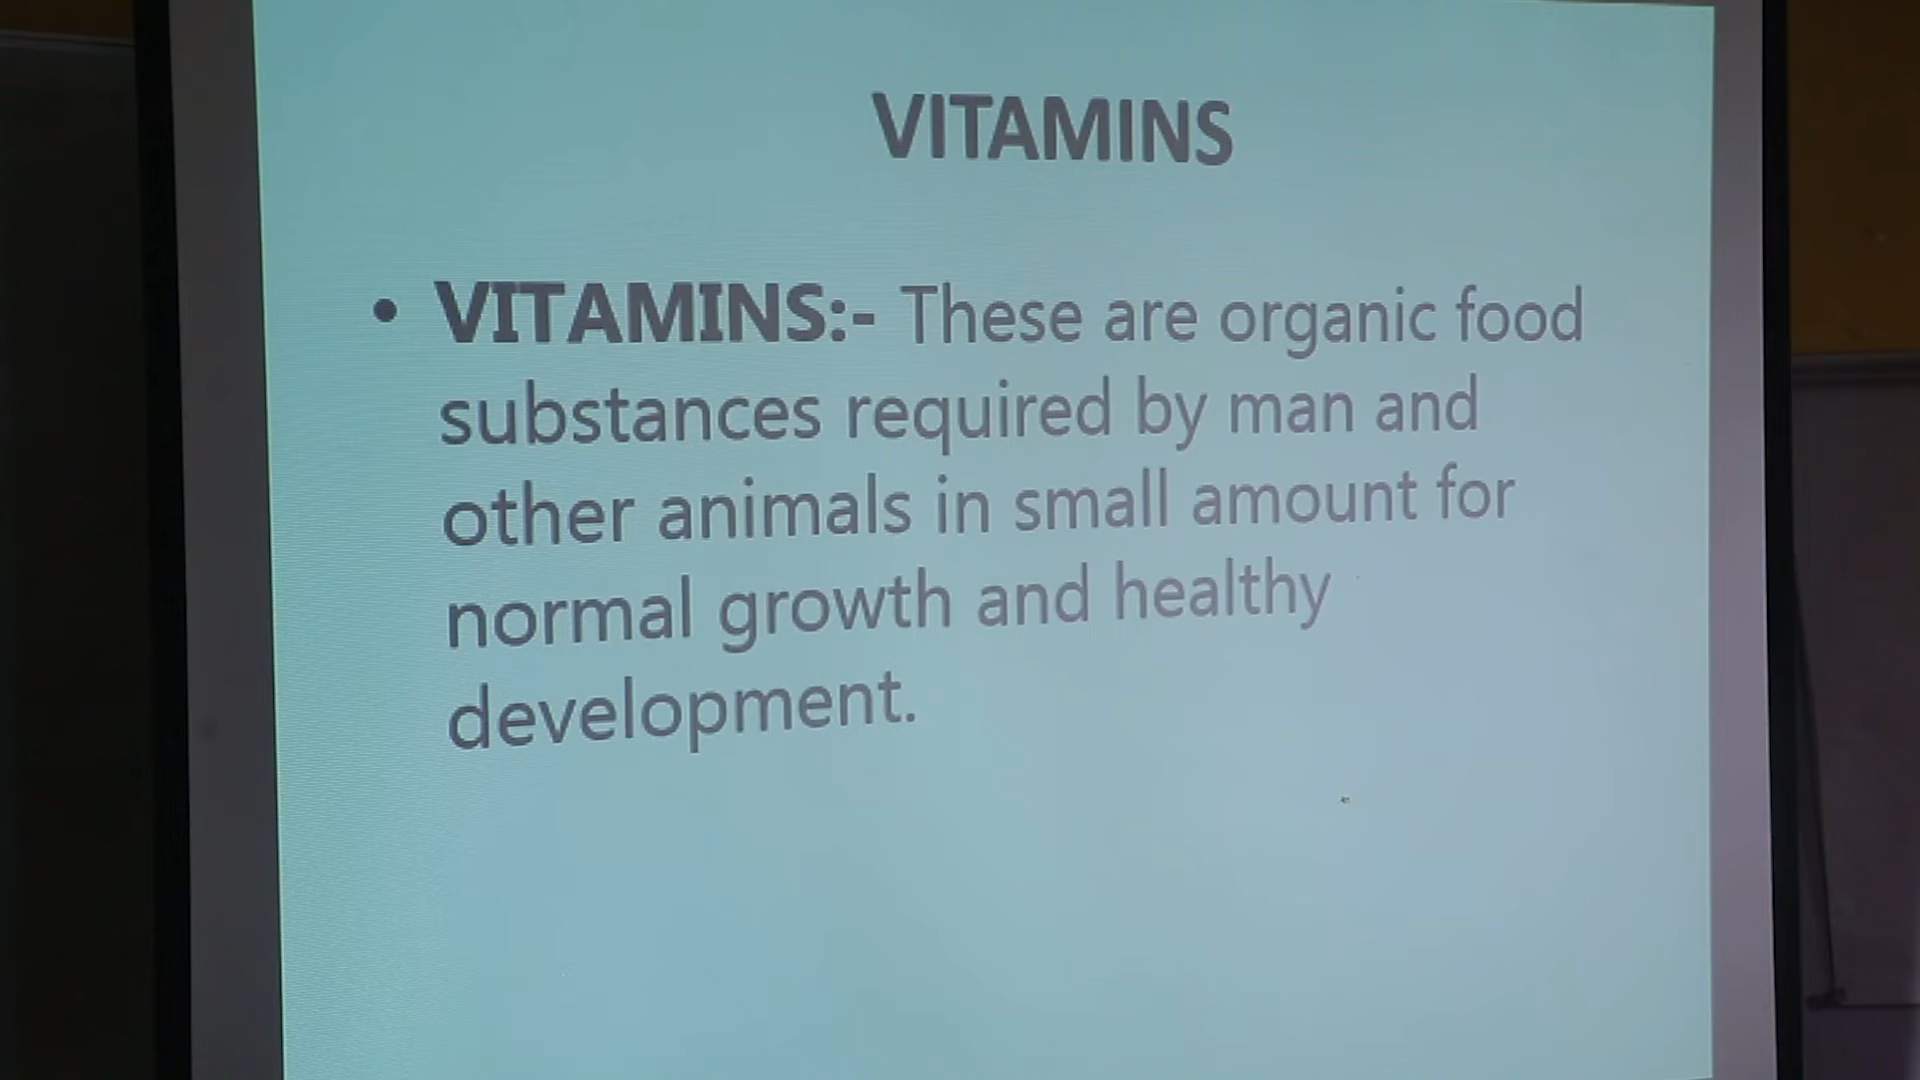 VITAMINS
• VITAMINS:- These are organic food
substances required by man and
other animals in small amount for
normal growth and healthy
development.